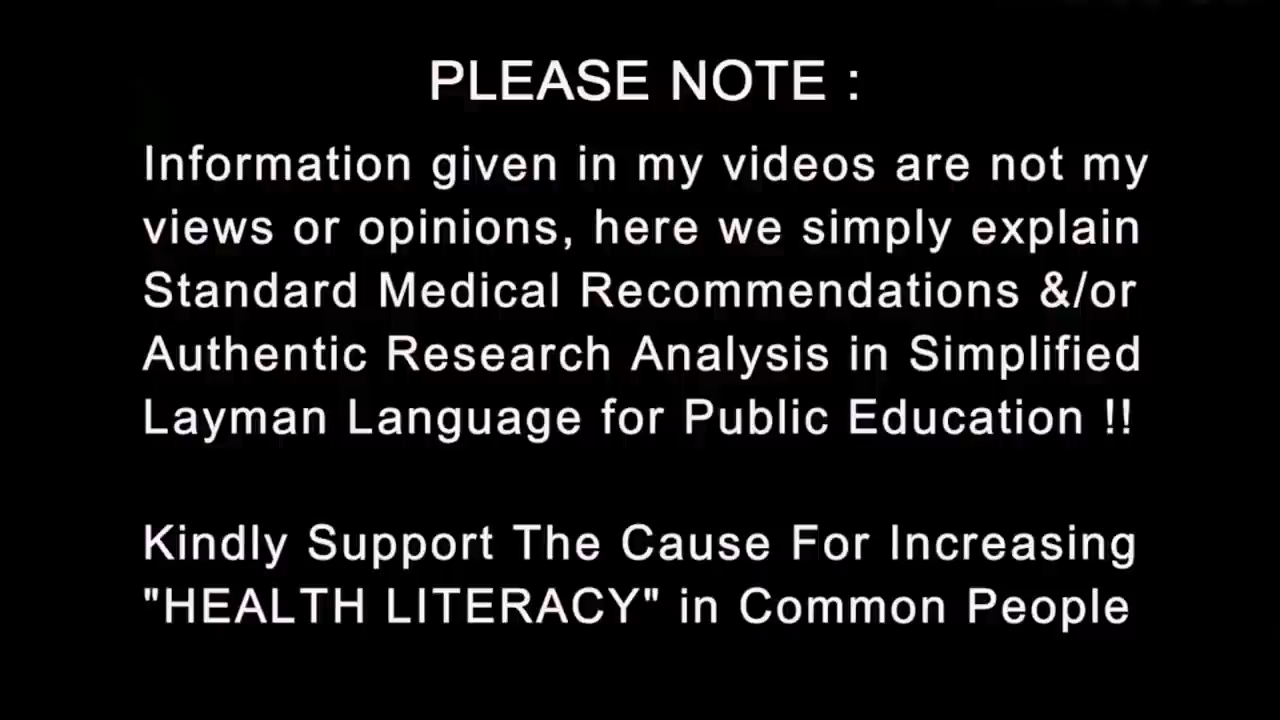 PLEASE NOTE :
Information given in my videos are not my
views or opinions, here we simply explain
Standard Medical Recommendations &/or
Authentic Research Analysis in Simplified
Layman Language for Public Education !!
Kindly Support The Cause For Increasing
"HEALTH LITERACY" in Common People